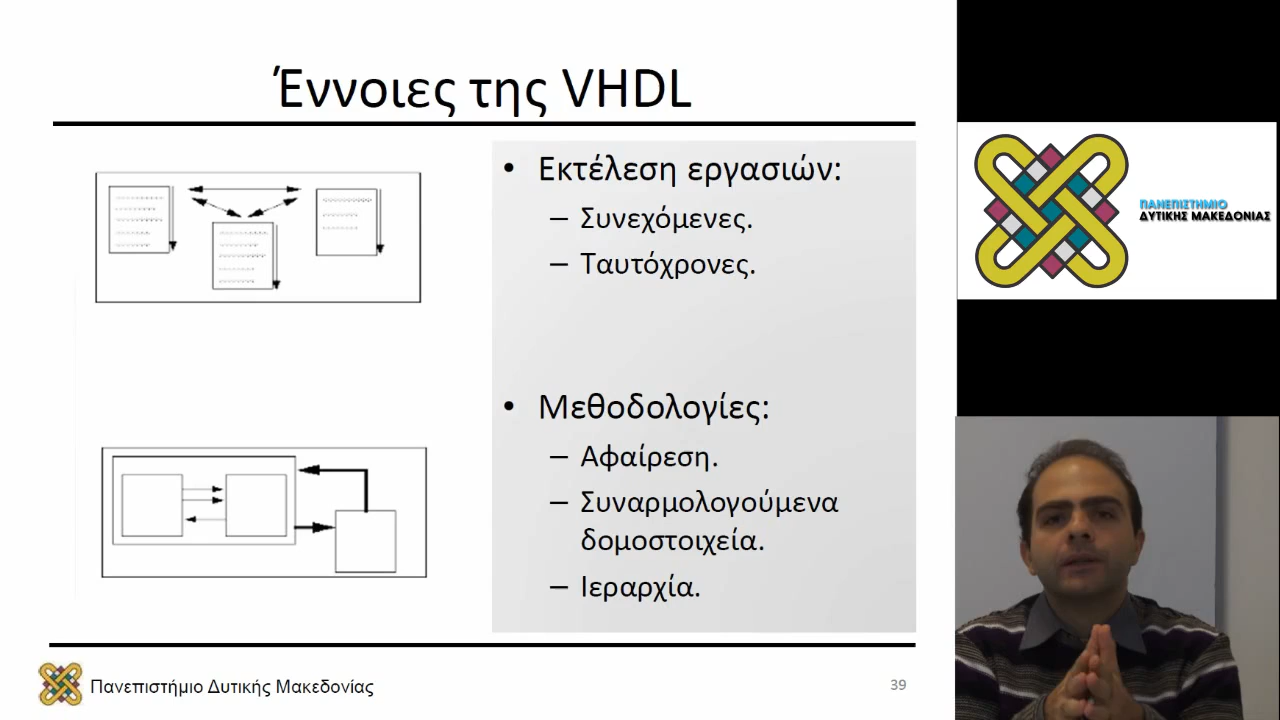 Έννοιες της VHDL
• Εκτέλεση εργασιών:
– Συνεχόμενες.
– Ταυτόχρονες.
• Μεθοδολογίες:
– Αφαίρεση.
– Συναρμολογούμενα
δομοστοιχεία.
– Ιεραρχία.
Πανεπιστήμιο Δυτικής Μακεδονίας
39
ΠΑΝΕΠΙΣΤΗΜΙΟ
ΔΥΤΙΚΗΣ ΜΑΚΕΔΟΝΙΑΣ